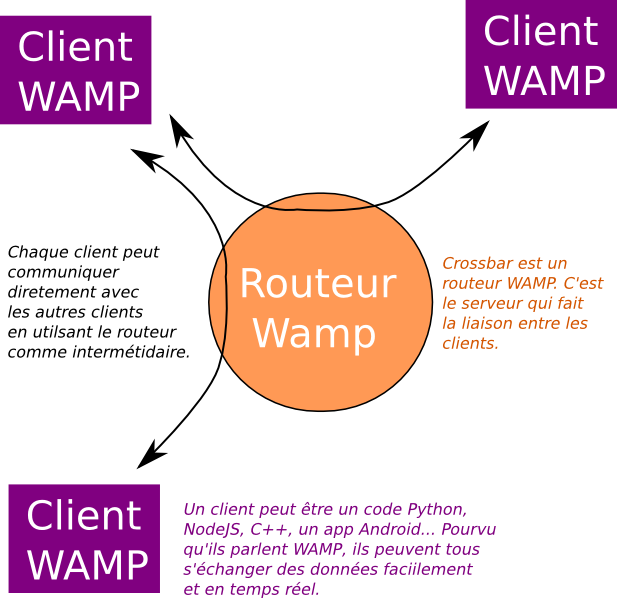 Client
WAMP
Client
WAMP
Chaque client peut
communiquer
diretement avec
les autres clients
en utilsant le routeur
comme intermétidaire.
Routeur
Wamp
Crossbar est un
routeur WAMP. C'est
le serveur qui fait
la liaison entre les
clients.
Client
WAMP
Un client peut être un code Python,
NodeJS, C++, un app Android... Pourvu
qu'ils parlent WAMP, ils peuvent tous
s'échanger des données faciilement
et en temps réel.